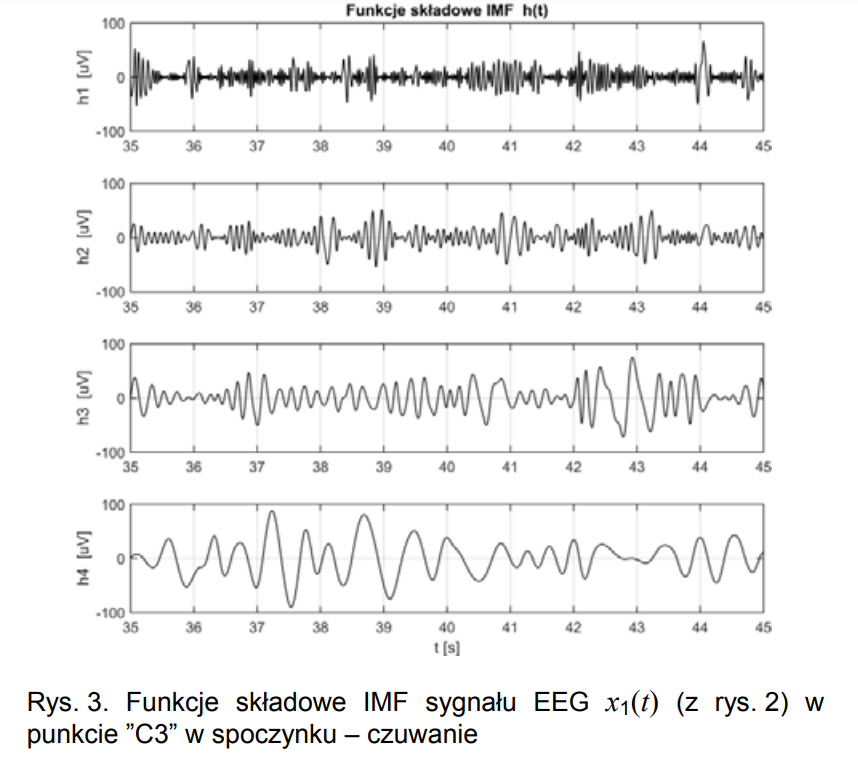 Funkcje składowe IMF h(t)
100
0
-100
h1 [uV]
35 36 37 38 39 40 41 42 43 44 45
100
0
-100
h2 [uV]
35 36 37 38 39 40 41 42 43 44 45
100
0
-100
h3 [uV]
35 36 37 38 39 40 41 42 43 44 45
100
0
-100
h4 [uV]
35 36 37 38 39 40 41 42 43 44 45
t [s]
Rys. 3. Funkcje składowe IMF sygnału EEG x₁(t) (z rys. 2) w
punkcie ”C3” w spoczynku – czuwanie